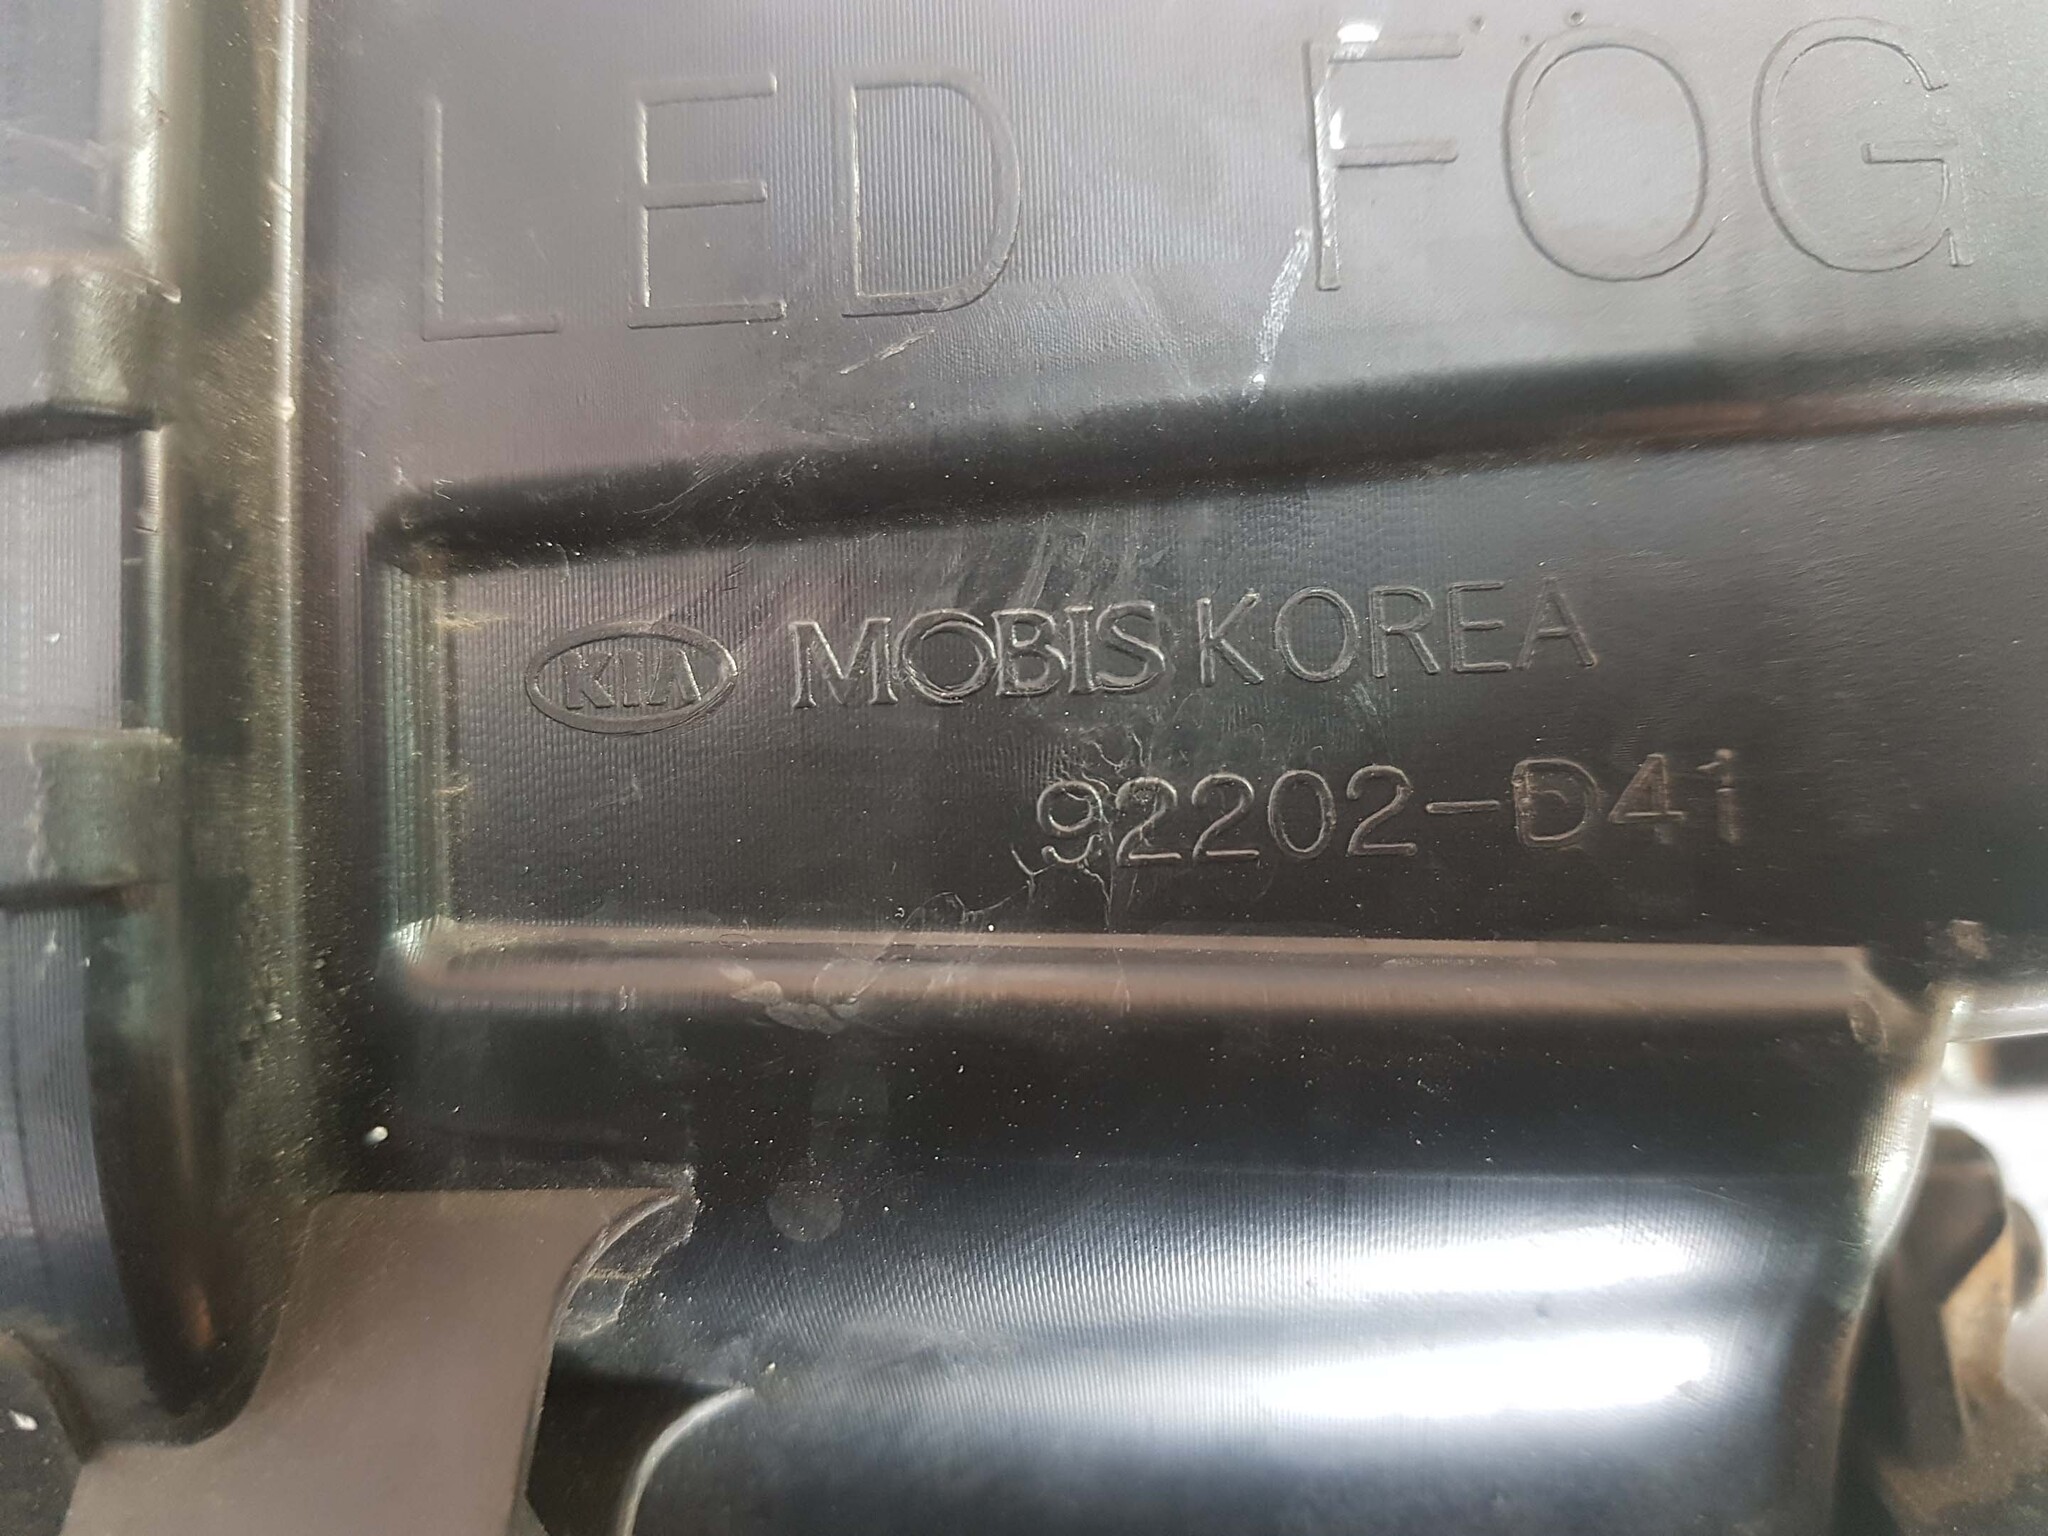 LED FOG
KIA MOBIS KOREA
92202-D41